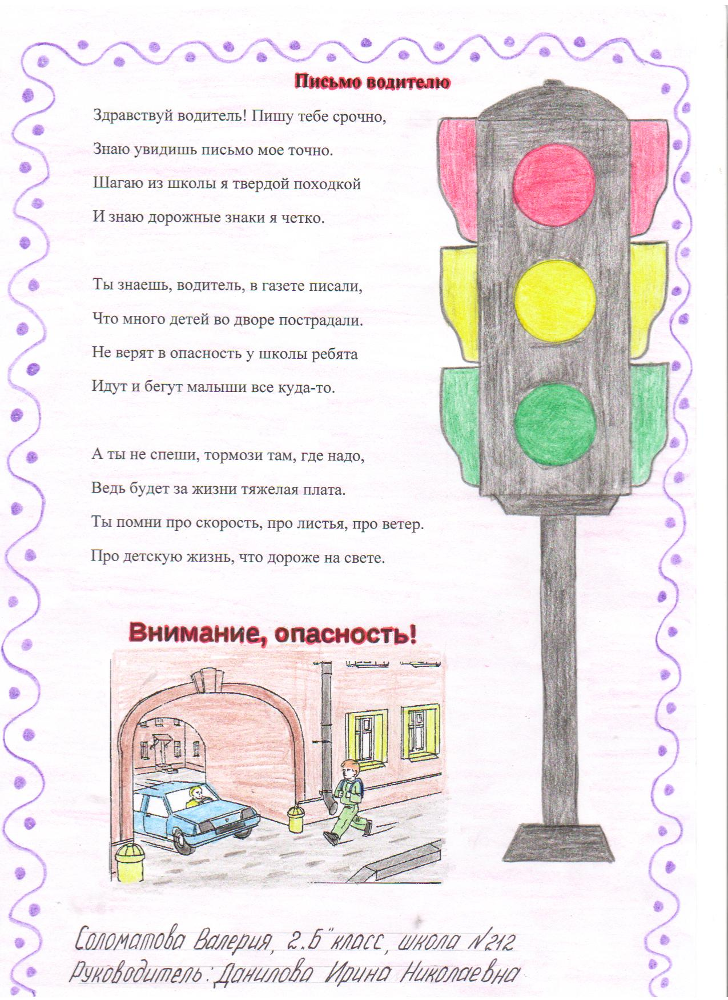 Письмо водителю
Здравствуй водитель! Пишу тебе срочно,
Знаю увидишь письмо мое точно.
Шагаю из школы я твердой походкой
И знаю дорожные знаки я четко.
Ты знаешь, водитель, в газете писали,
Что много детей во дворе пострадали.
Не верят в опасность у школы ребята
Идут и бегут малыши все куда-то.
А ты не спеши, тормози там, где надо,
Ведь будет за жизни тяжелая плата.
Ты помни про скорость, про листья, про ветер.
Про детскую жизнь, что дороже на свете.
Внимание, опасность!
Соломатова Валерия, 2.Б" класс, школа №212
Руководитель: Данилова Ирина Николаевна